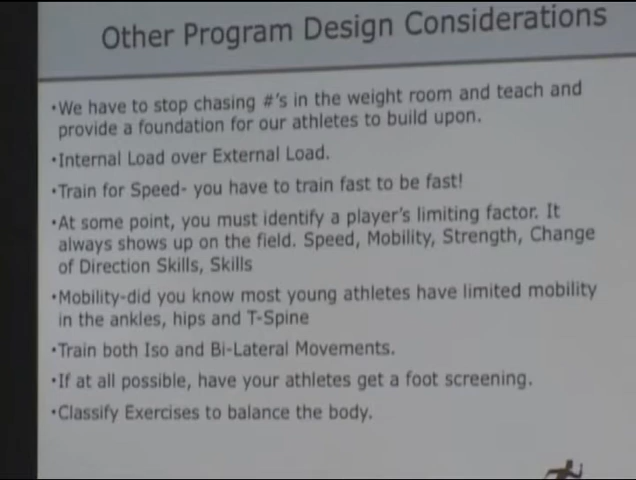 Other Program Design Considerations
•We have to stop chasing #'s in the weight room and teach and
provide a foundation for our athletes to build upon.
•Internal Load over External Load.
•Train for Speed- you have to train fast to be fast!
•At some point, you must identify a player's limiting factor. It
always shows up on the field. Speed, Mobility, Strength, Change
of Direction Skills, Skills
•Mobility-did you know most young athletes have limited mobility
in the ankles, hips and T-Spine
•Train both Iso and Bi-Lateral Movements.
•If at all possible, have your athletes get a foot screening.
•Classify Exercises to balance the body.